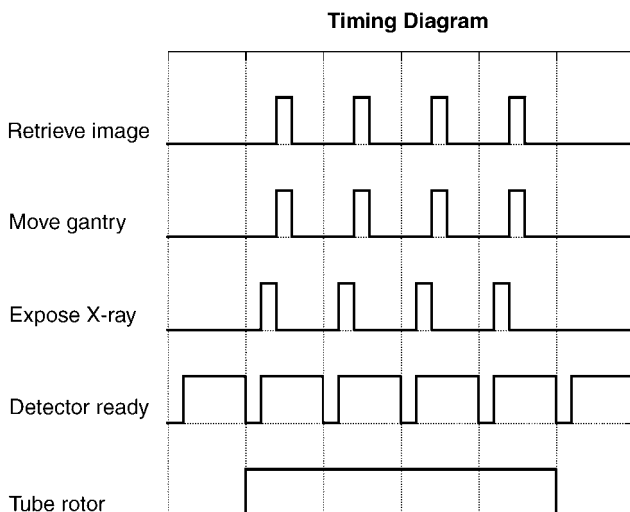 Timing Diagram
Retrieve image
Move gantry
Expose X-ray
Detector ready
Tube rotor